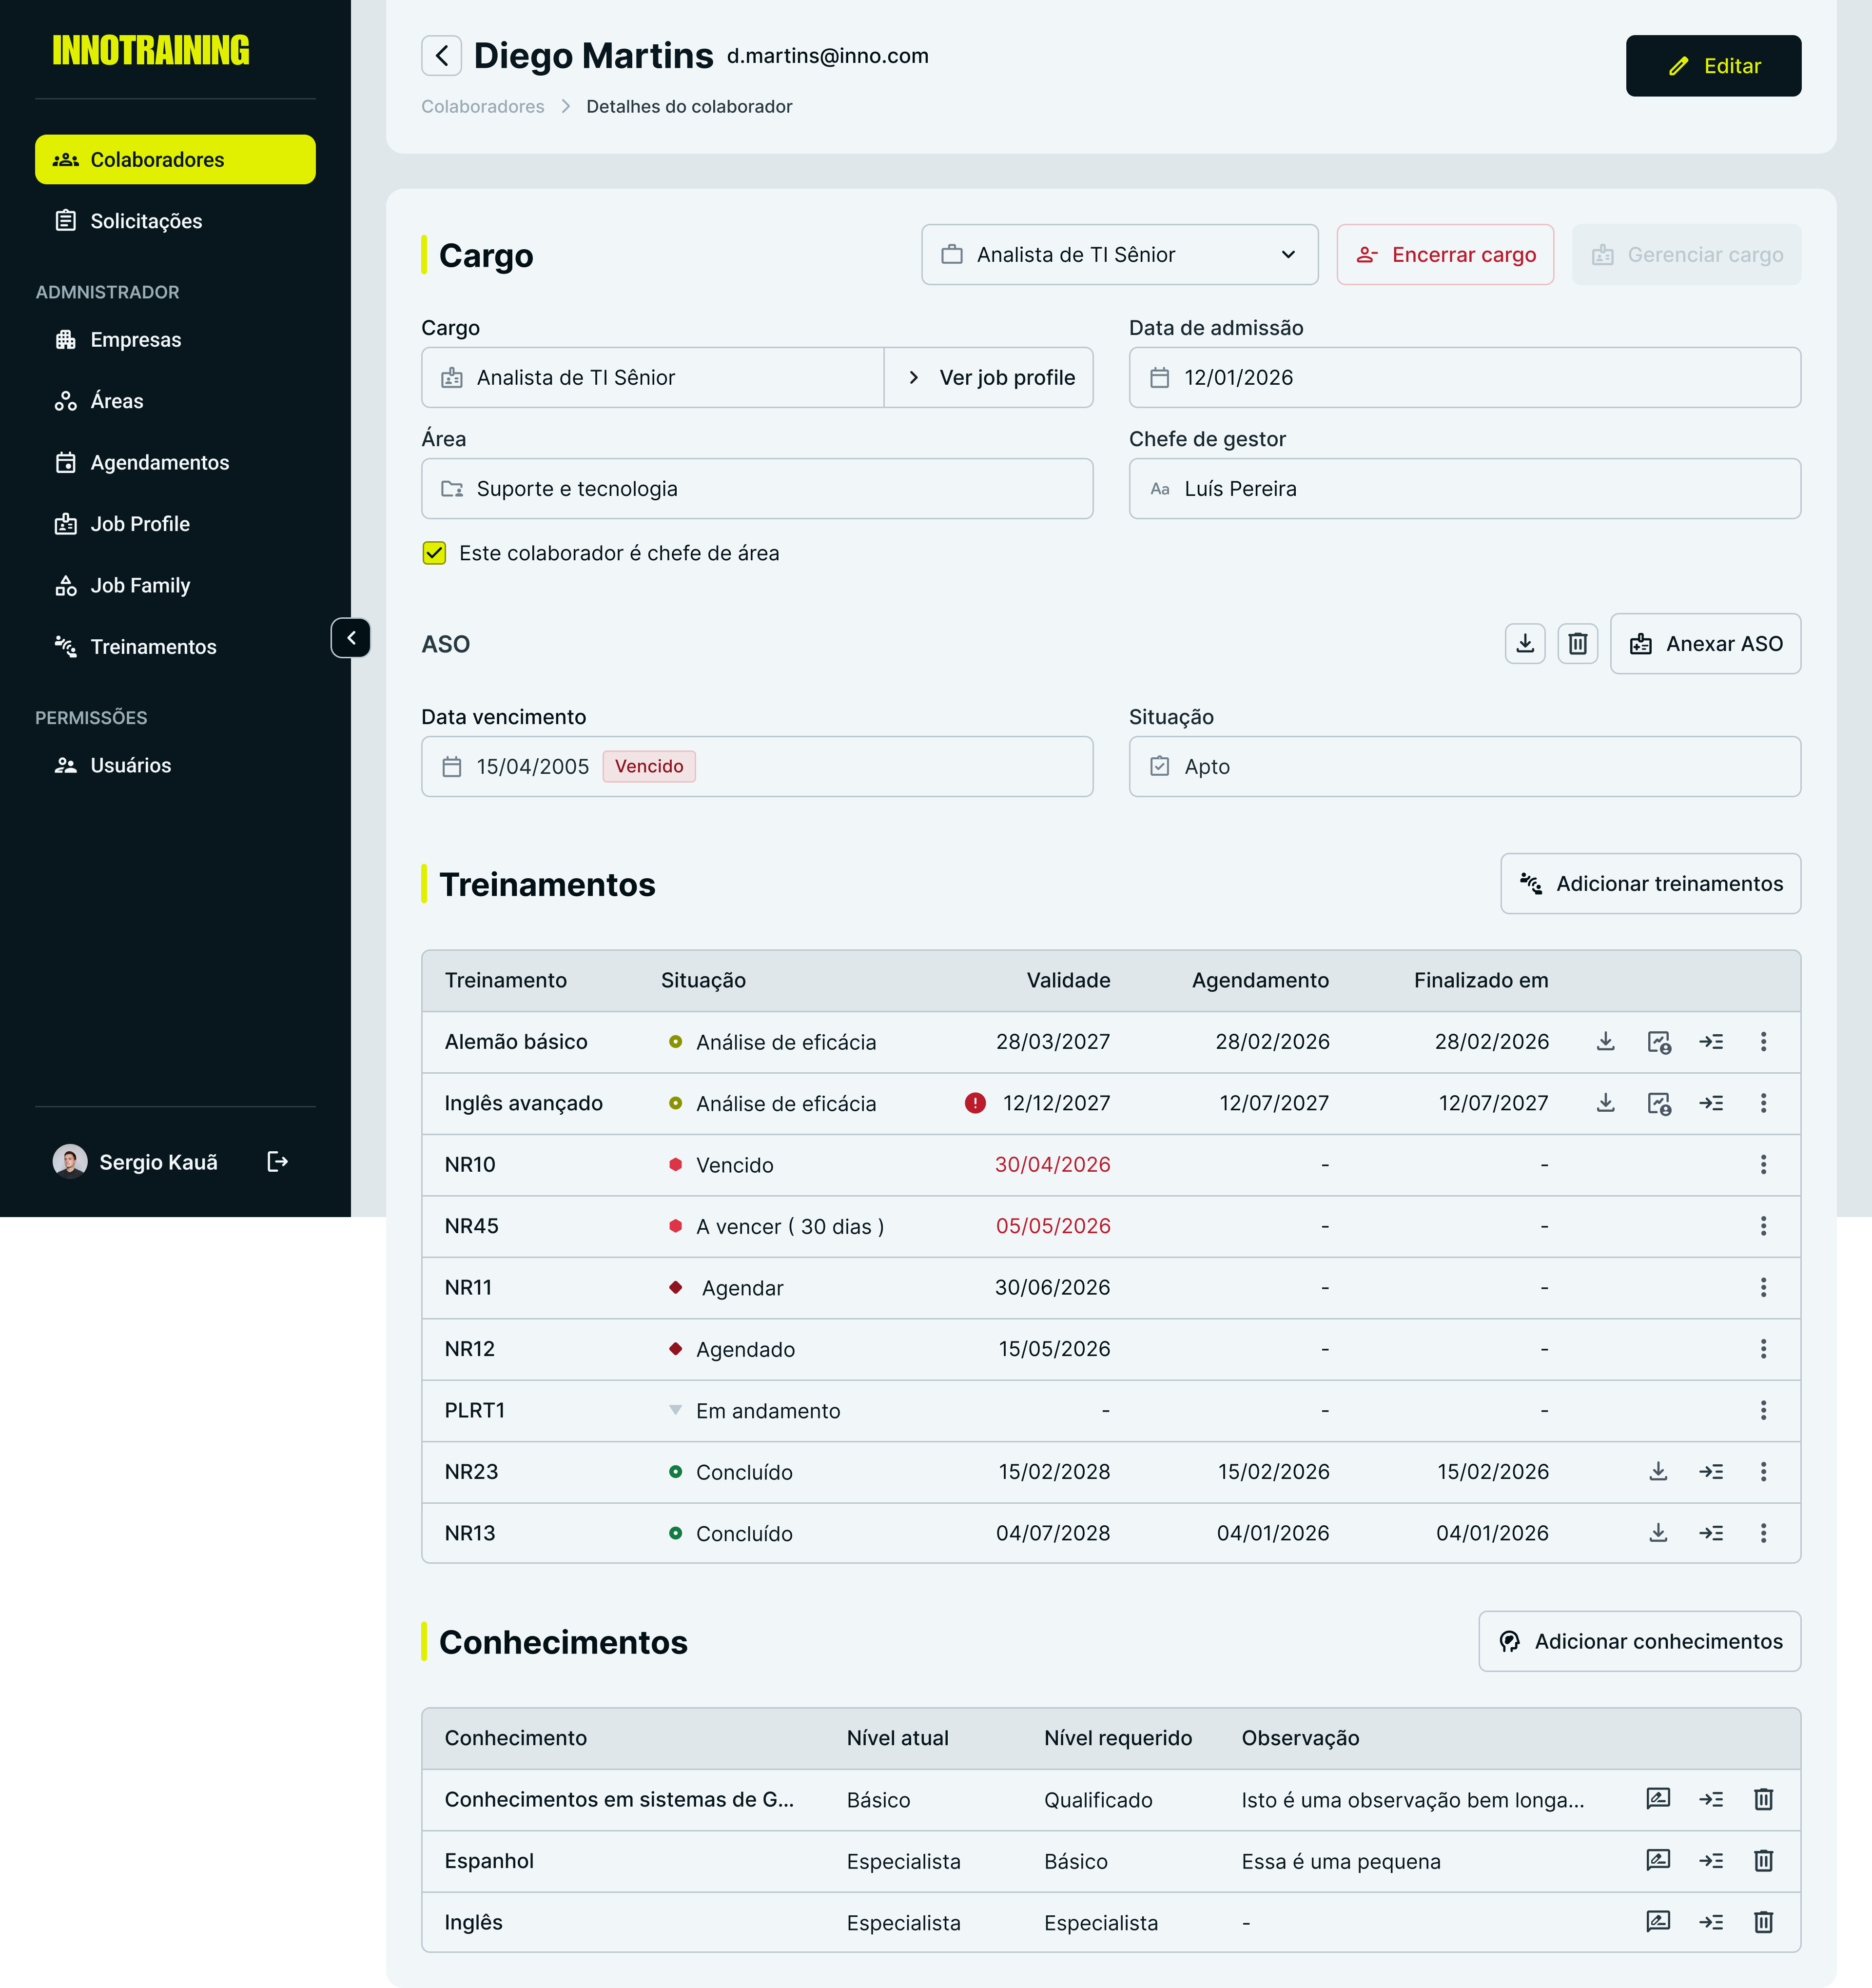 INNOTRAINING
Colaboradores
Solicitações
ADMNISTRADOR
Empresas
Áreas
Agendamentos
Job Profile
Job Family
Treinamentos
PERMISSÕES
Usuários
Sergio Kauã
Diego Martins d.martins@inno.com
Colaboradores > Detalhes do colaborador
Editar
Cargo
Analista de TI Sênior
Encerrar cargo
Gerenciar cargo
Cargo
Analista de TI Sênior
Ver job profile
Data de admissão
12/01/2026
Área
Suporte e tecnologia
Chefe de gestor
Aa Luís Pereira
Este colaborador é chefe de área
ASO
Anexar ASO
Data vencimento
15/04/2005 Vencido
Situação
Apto
Treinamentos
Adicionar treinamentos
Treinamento Situação Validade Agendamento Finalizado em
Alemão básico Análise de eficácia 28/03/2027 28/02/2026 28/02/2026
Inglês avançado Análise de eficácia 12/12/2027 12/07/2027 12/07/2027
NR10 Vencido 30/04/2026 - -
NR45 A vencer ( 30 dias ) 05/05/2026 - -
NR11 Agendar 30/06/2026 - -
NR12 Agendado 15/05/2026 - -
PLRT1 Em andamento - - -
NR23 Concluído 15/02/2028 15/02/2026 15/02/2026
NR13 Concluído 04/07/2028 04/01/2026 04/01/2026
Conhecimentos
Adicionar conhecimentos
Conhecimento Nível atual Nível requerido Observação
Conhecimentos em sistemas de G... Básico Qualificado Isto é uma observação bem longa...
Espanhol Especialista Básico Essa é uma pequena
Inglês Especialista Especialista -